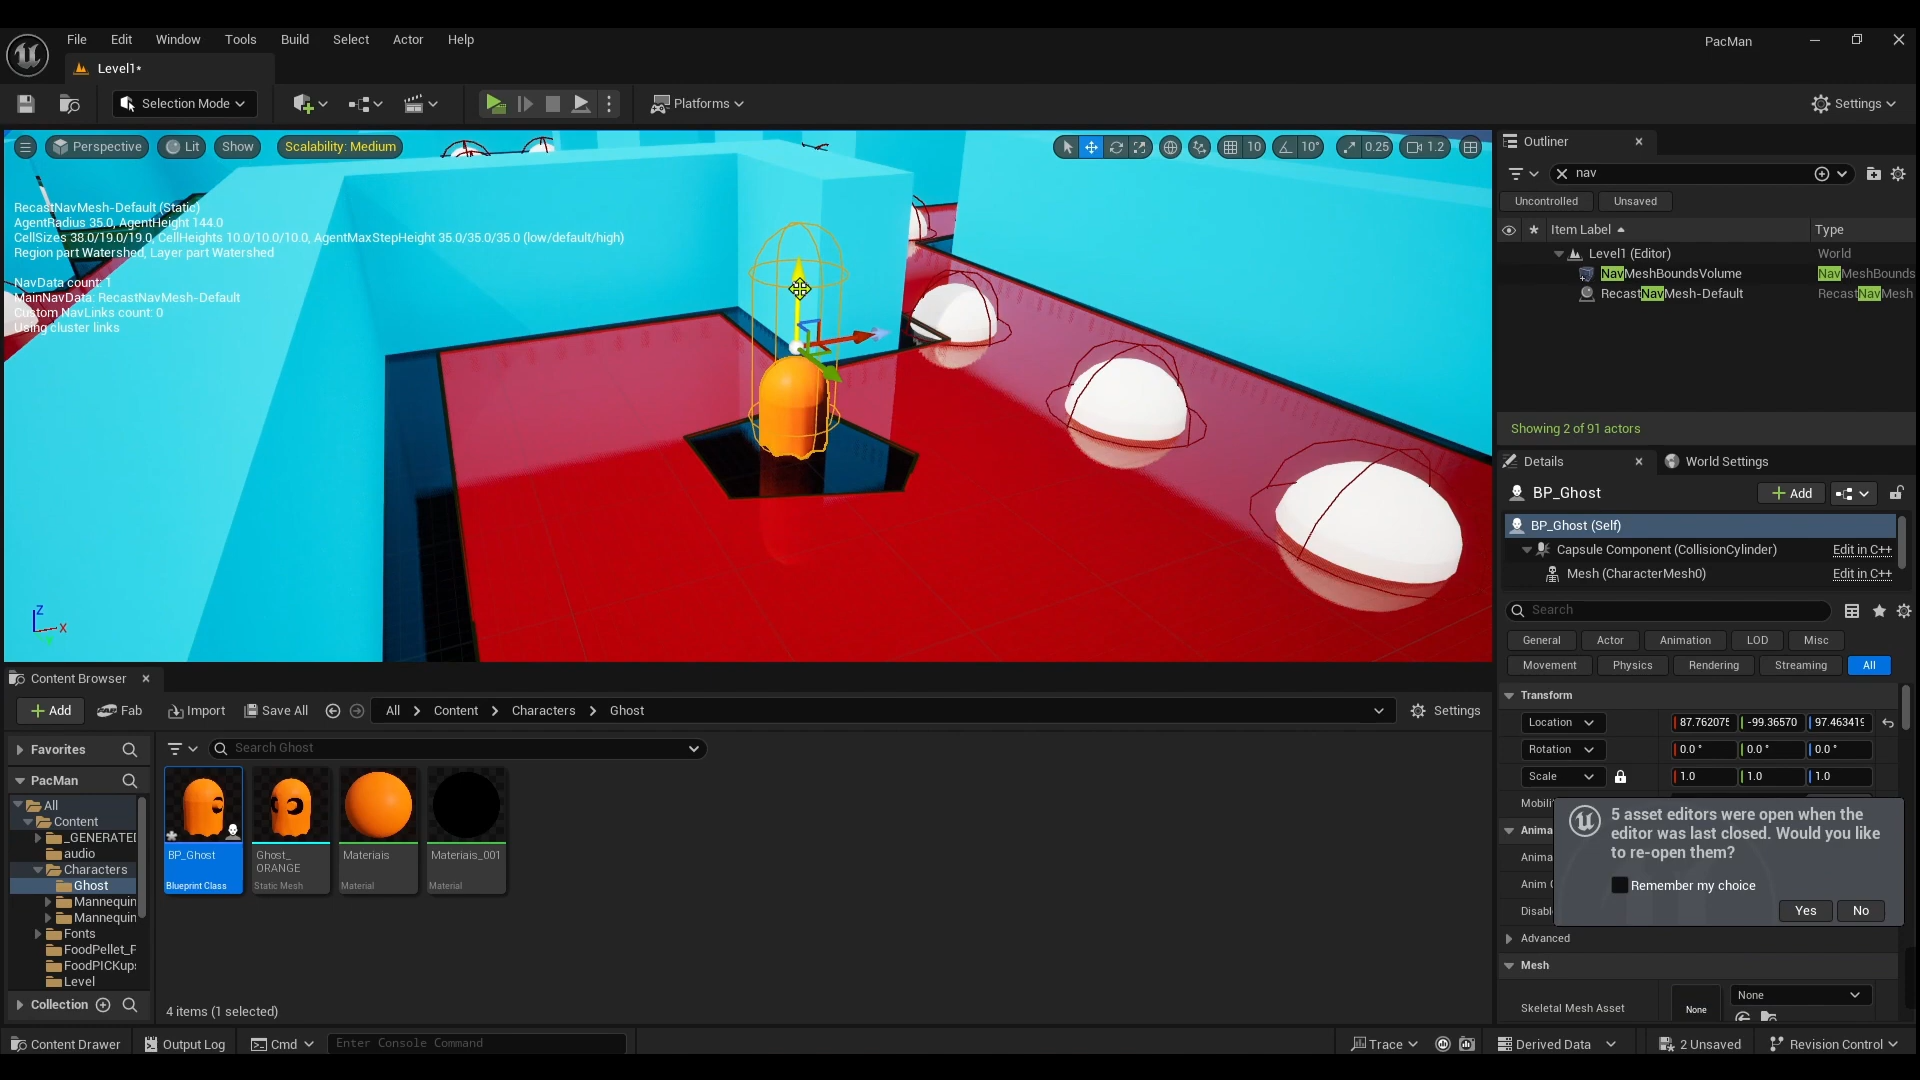 File Edit Window Tools Build Select Actor Help
PacMan
Level1*
Selection Mode
Platforms
Settings
Perspective Lit Show Scalability: Medium
10 10° 0.25 1.2
RecastNavMesh-Default (Static)
AgentRadius 35.0, AgentHeight 144.0
CellSizes 38.0/19.0/19.0, CellHeights 10.0/10.0/10.0, AgentMaxStepHeight 35.0/35.0/35.0 (low/default/high)
Region part Watershed, Layer part Watershed
NavData count: 1
MainNavData: RecastNavMesh-Default
Custom NavLinks count: 0
Using cluster links
Z
X
Outliner
nav
Uncontrolled Unsaved
Item Label Type
Level1 (Editor) World
NavMeshBoundsVolume NavMeshBounds
RecastNavMesh-Default RecastNavMesh
Showing 2 of 91 actors
Details World Settings
BP_Ghost Add
BP_Ghost (Self)
Capsule Component (CollisionCylinder) Edit in C++
Mesh (CharacterMesh0) Edit in C++
Search
General Actor Animation LOD Misc
Movement Physics Rendering Streaming All
Transform
Location 87.762075 -99.36570 97.463419
Rotation 0.0 ° 0.0 ° 0.0 °
Scale 1.0 1.0 1.0
Mobili
Anima
Anima
Anim
Disabl
5 asset editors were open when the
editor was last closed. Would you like
to re-open them?
Remember my choice
Yes No
Advanced
Mesh
Skeletal Mesh Asset None None
Content Browser
Add Fab Import Save All All Content Characters Ghost Settings
Favorites
Search Ghost
PacMan
All
Content
_GENERATED
audio
Characters
Ghost
Mannequin
Mannequin
Fonts
FoodPellet_P
FoodPICKups
Level
Collection
BP_Ghost
Blueprint Class
Ghost_
ORANGE
Static Mesh
Materials
Material
Materials_001
Material
4 items (1 selected)
Content Drawer Output Log Cmd Enter Console Command Trace Derived Data 2 Unsaved Revision Control